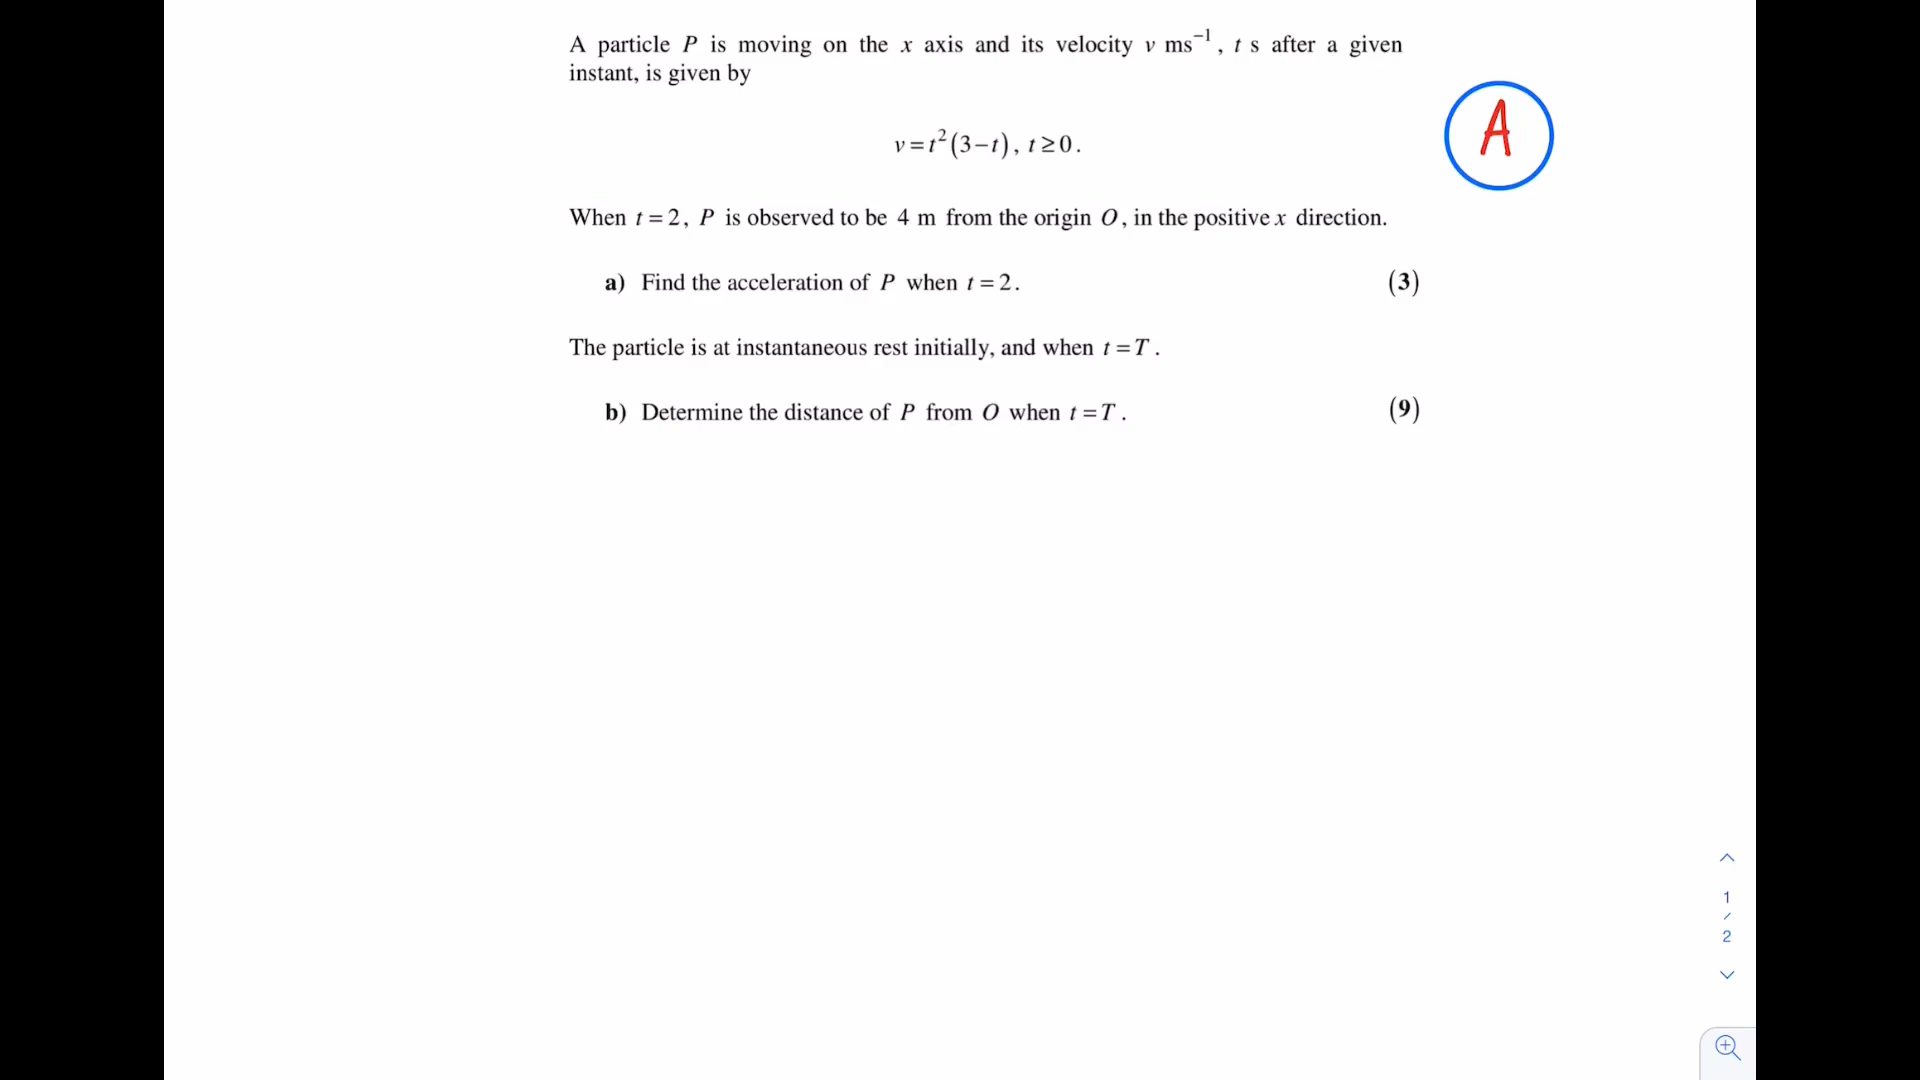 A particle P is moving on the x axis and its velocity v ms⁻¹, t s after a given
instant, is given by
v = t²(3−t), t ≥ 0.
A
When t = 2, P is observed to be 4 m from the origin O, in the positive x direction.
a) Find the acceleration of P when t = 2. (3)
The particle is at instantaneous rest initially, and when t = T.
b) Determine the distance of P from O when t = T. (9)
1
/
2